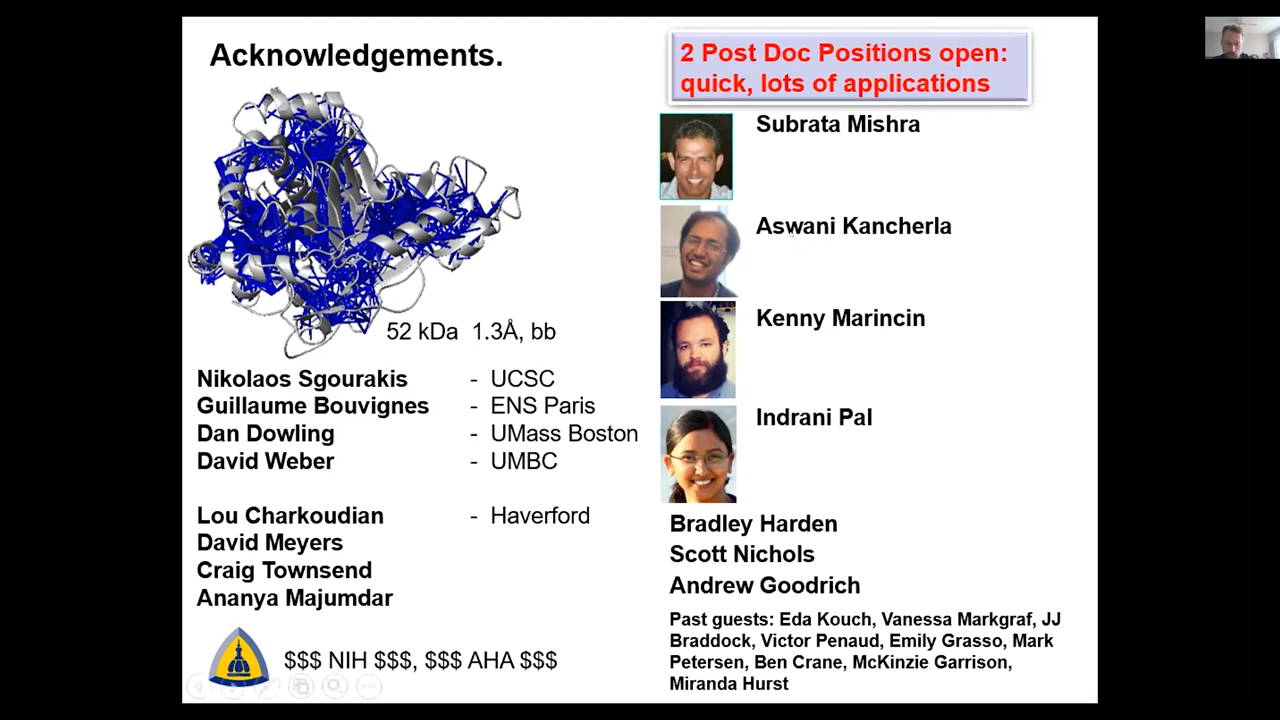 Acknowledgements.
52 kDa 1.3Å, bb
Nikolaos Sgourakis - UCSC
Guillaume Bouvignes - ENS Paris
Dan Dowling - UMass Boston
David Weber - UMBC
Lou Charkoudian - Haverford
David Meyers
Craig Townsend
Ananya Majumdar
$$$ NIH $$$, $$$ AHA $$$
2 Post Doc Positions open:
quick, lots of applications
Subrata Mishra
Aswani Kancherla
Kenny Marincin
Indrani Pal
Bradley Harden
Scott Nichols
Andrew Goodrich
Past guests: Eda Kouch, Vanessa Markgraf, JJ
Braddock, Victor Penaud, Emily Grasso, Mark
Petersen, Ben Crane, McKinzie Garrison,
Miranda Hurst